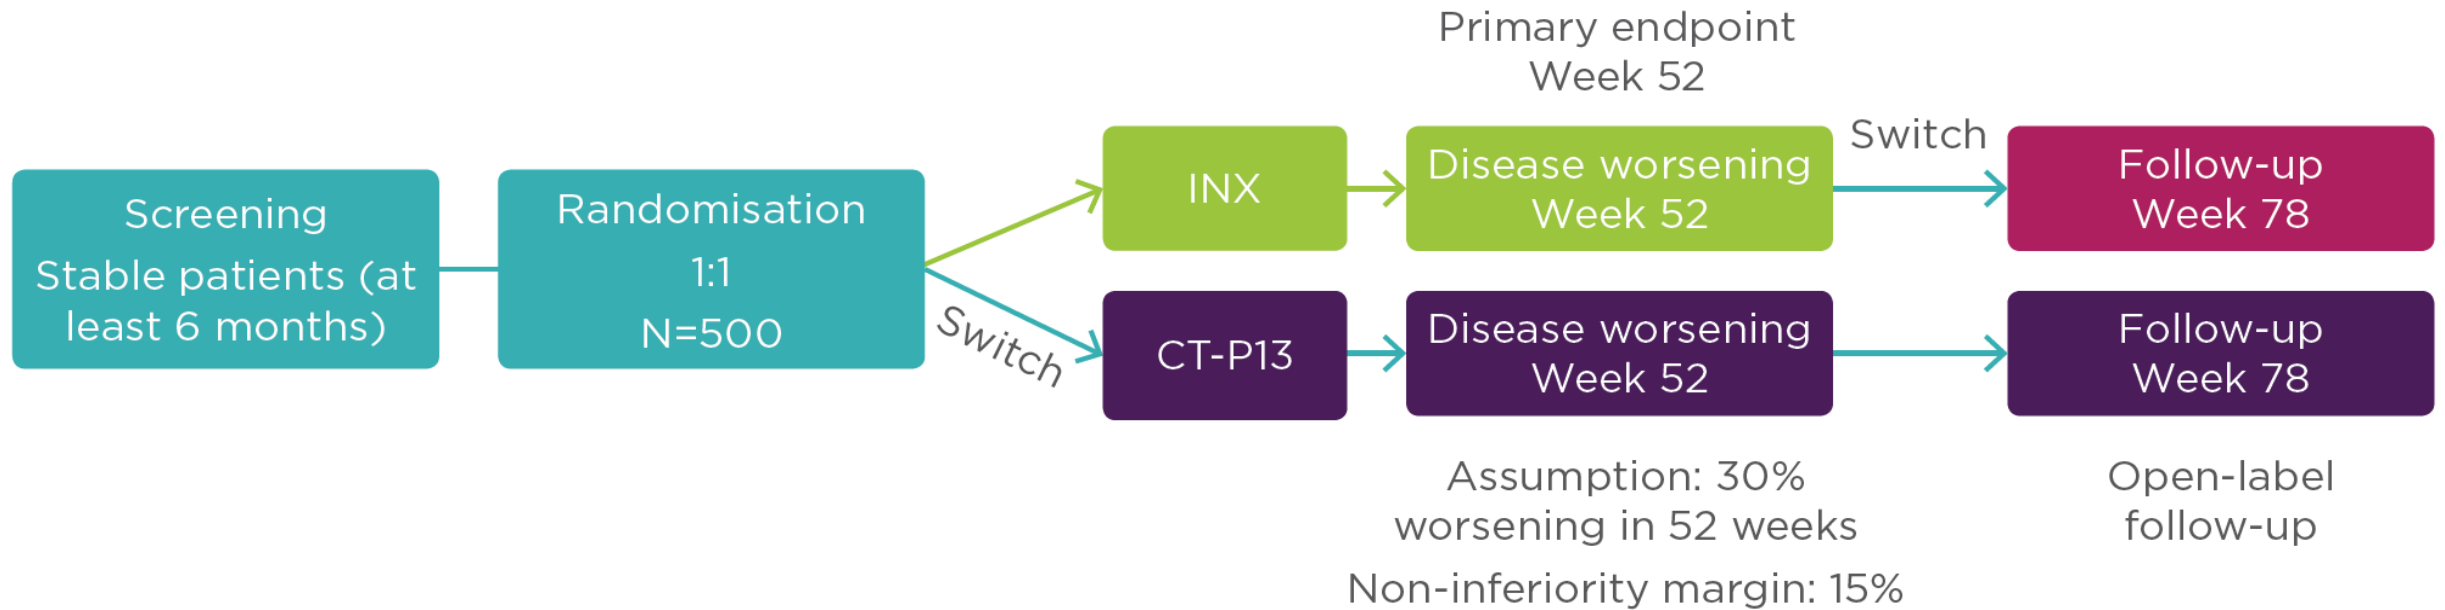 Primary endpoint
Week 52
Screening
Stable patients (at
least 6 months)
Randomisation
1:1
N=500
Switch
INX
Disease worsening
Week 52
Switch
Follow-up
Week 78
CT-P13
Disease worsening
Week 52
Follow-up
Week 78
Assumption: 30%
worsening in 52 weeks
Non-inferiority margin: 15%
Open-label
follow-up